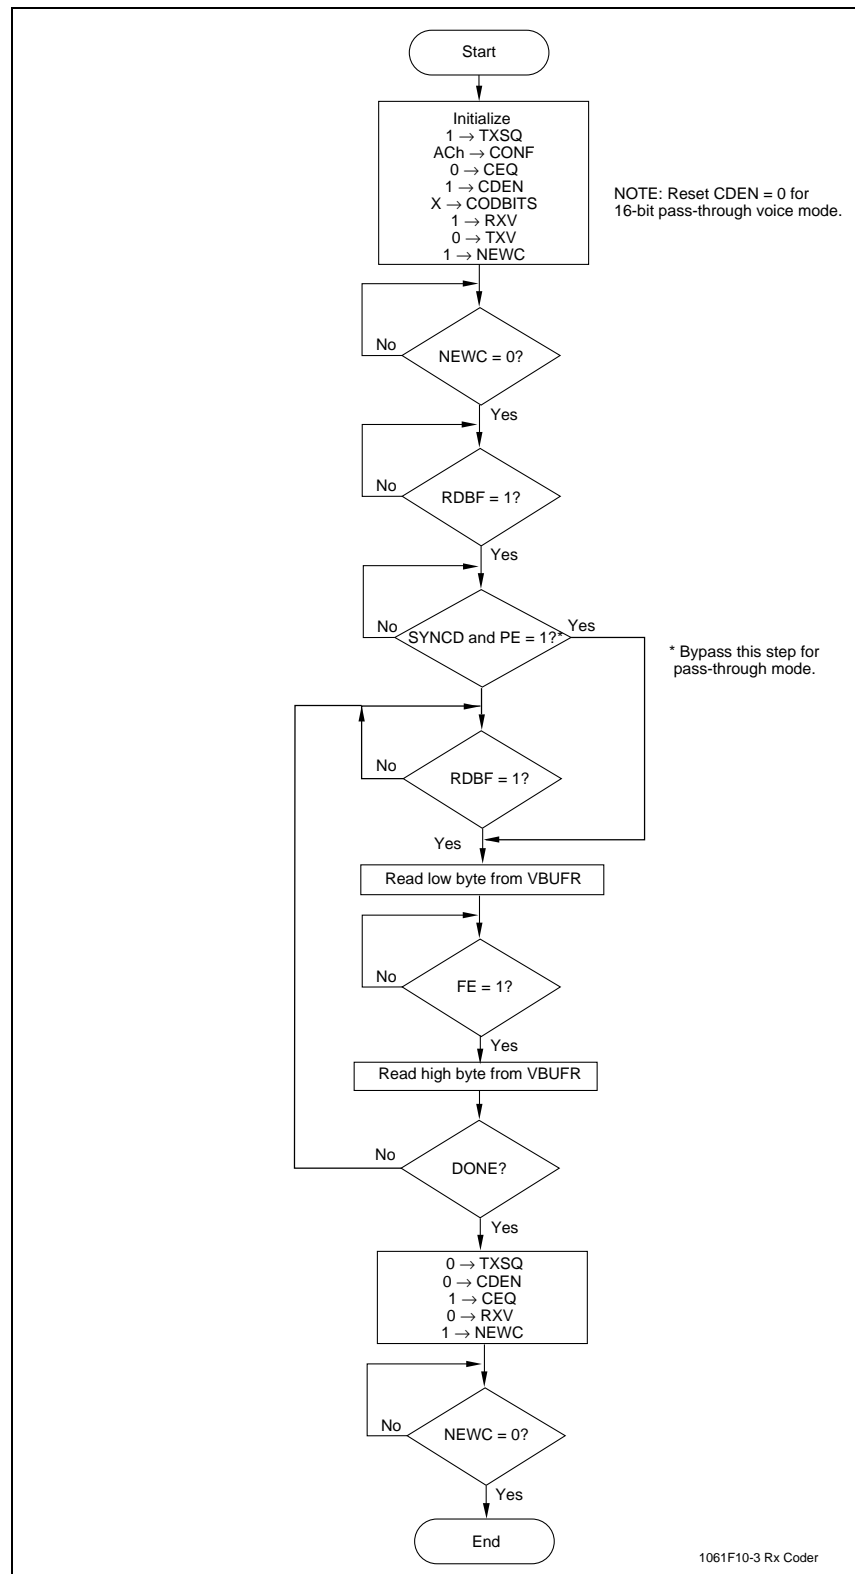 Start
Initialize
1 → TXSQ
ACh → CONF
0 → CEQ
1 → CDEN
X → CODBITS
1 → RXV
0 → TXV
1 → NEWC
NOTE: Reset CDEN = 0 for
16-bit pass-through voice mode.
No
NEWC = 0?
Yes
No
RDBF = 1?
Yes
No
SYNCD and PE = 1?*
Yes
* Bypass this step for
pass-through mode.
No
RDBF = 1?
Yes
Read low byte from VBUFR
No
FE = 1?
Yes
Read high byte from VBUFR
No
DONE?
Yes
0 → TXSQ
0 → CDEN
1 → CEQ
0 → RXV
1 → NEWC
No
NEWC = 0?
Yes
End
1061F10-3 Rx Coder